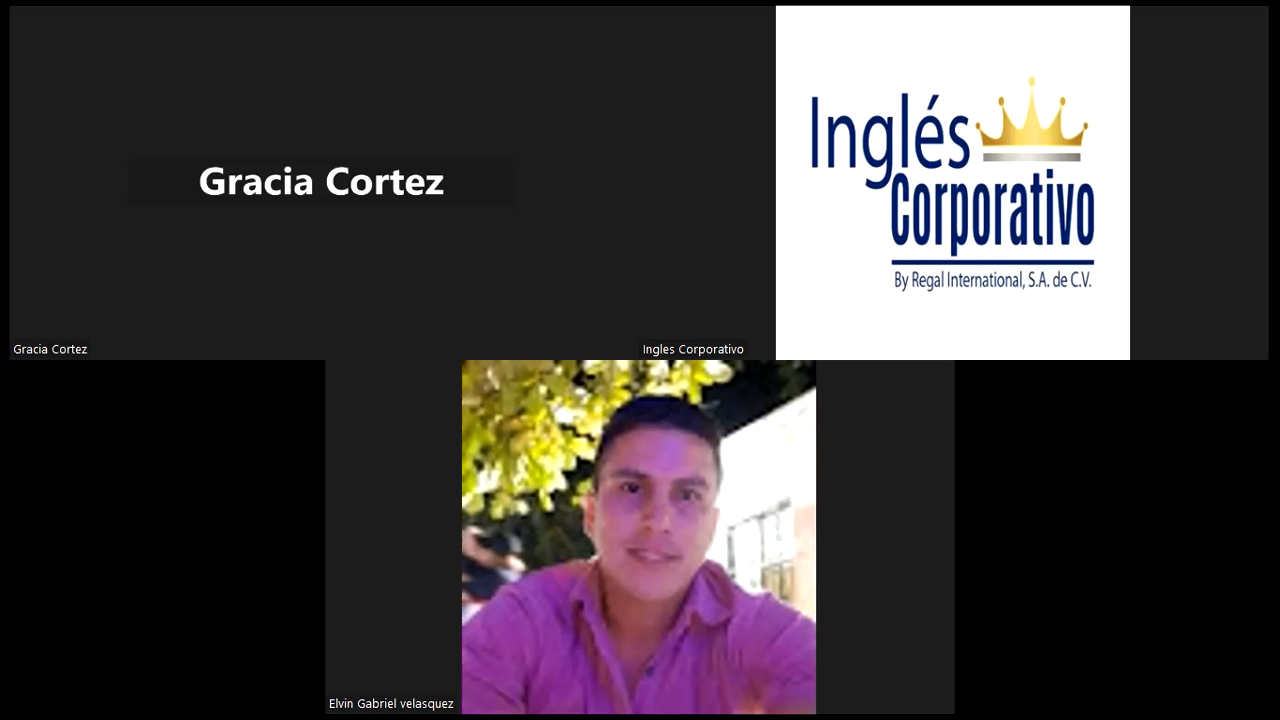 Gracia Cortez
Inglés
Corporativo
By Regal International, S.A. de C.V.
Gracia Cortez
Ingles Corporativo
Elvin Gabriel velasquez